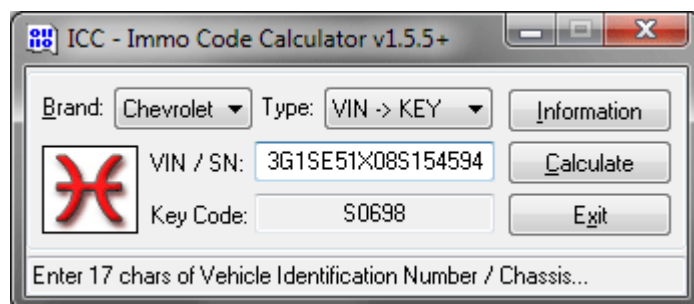 ICC - Immo Code Calculator v1.5.5+
Brand: Chevrolet Type: VIN -> KEY Information
VIN / SN: 3G1SE51X08S154594 Calculate
Key Code: S0698 Exit
Enter 17 chars of Vehicle Identification Number / Chassis...